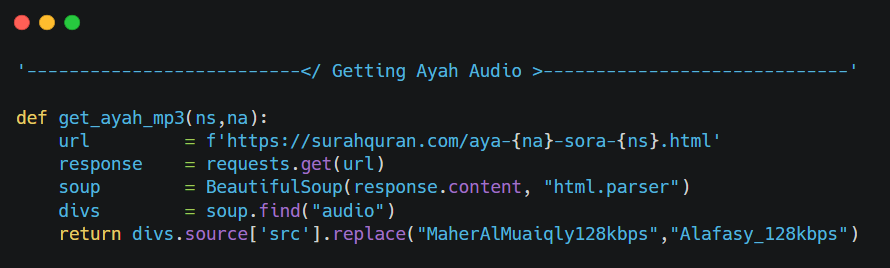 '--------------------------</ Getting Ayah Audio >-----------------------------'
def get_ayah_mp3(ns,na):
    url         = f'https://surahquran.com/aya-{na}-sora-{ns}.html'
    response    = requests.get(url)
    soup        = BeautifulSoup(response.content, "html.parser")
    divs        = soup.find("audio")
    return divs.source['src'].replace("MaherAlMuaiqly128kbps","Alafasy_128kbps")